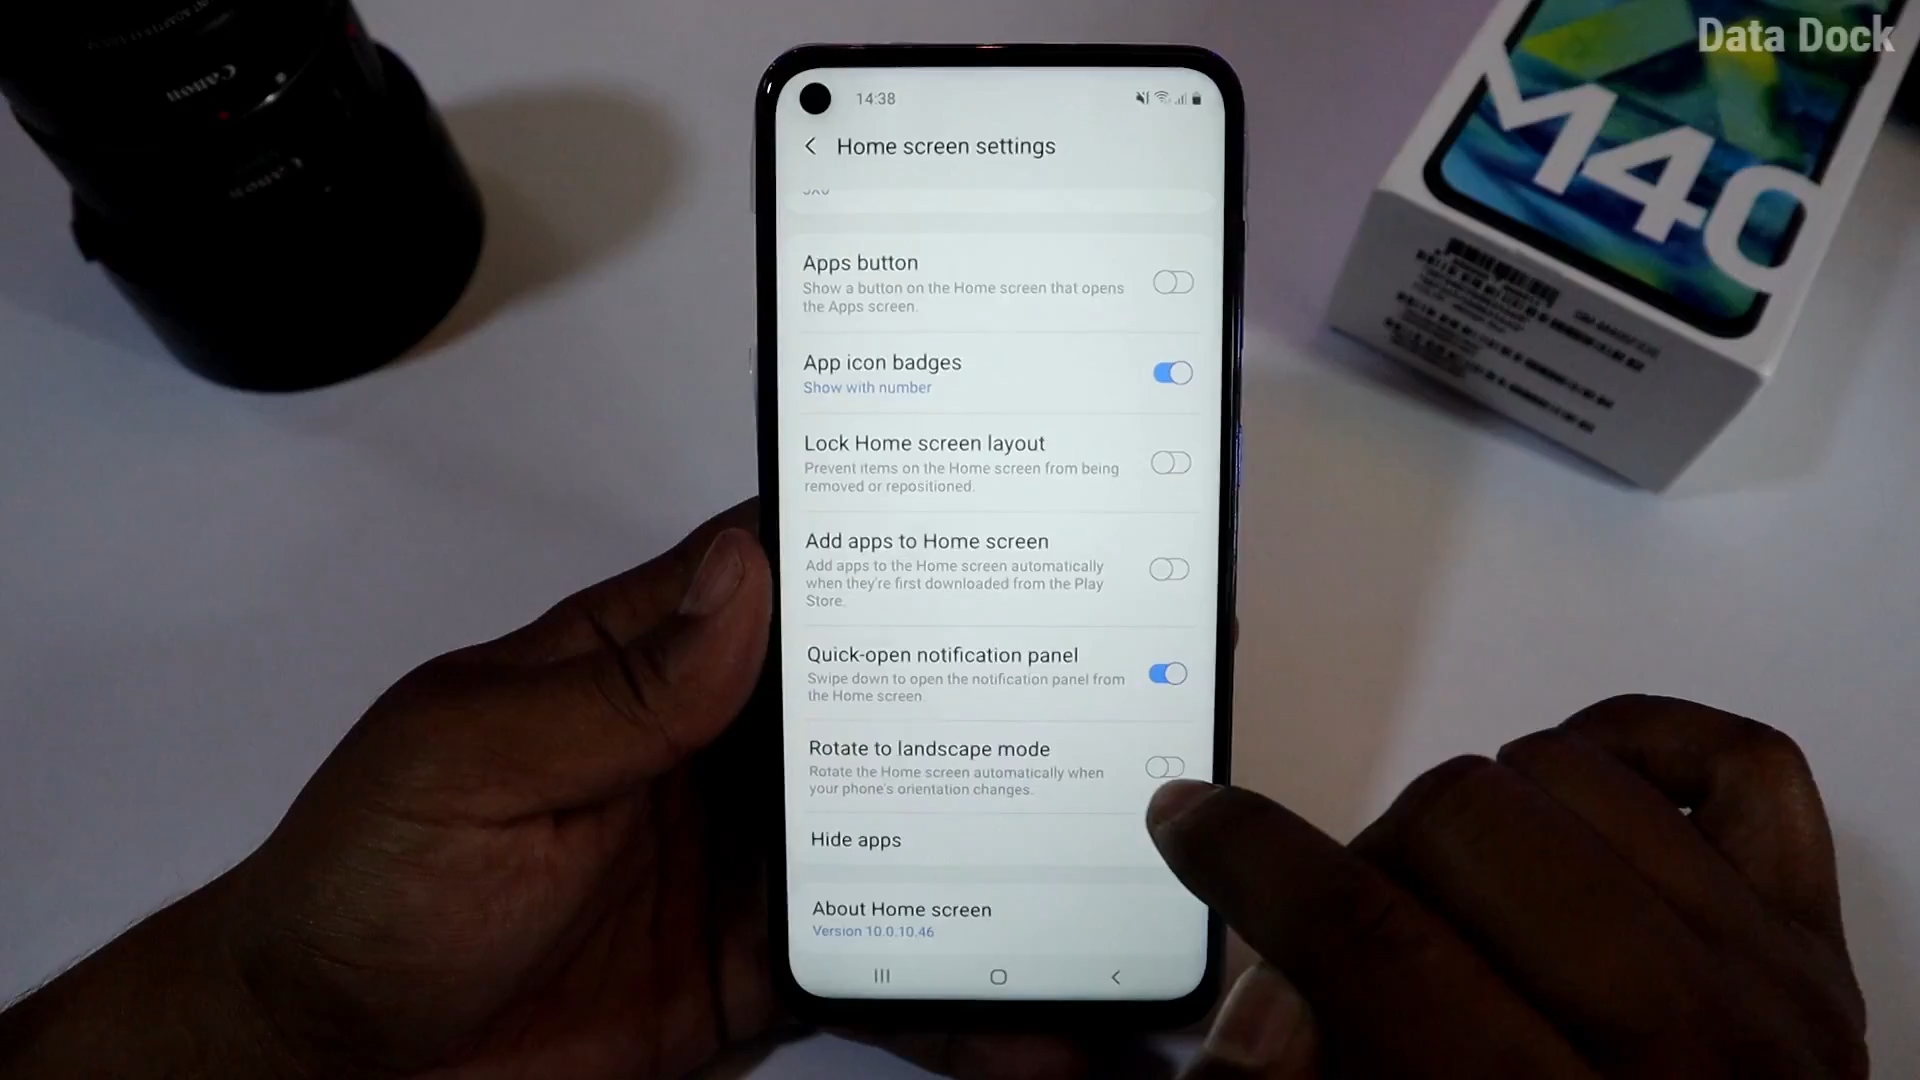 Data Dock
Canon
Canon
M40
14:38
Home screen settings
Apps button
Show a button on the Home screen that opens
the Apps screen.
App icon badges
Show with number
Lock Home screen layout
Prevent items on the Home screen from being
removed or repositioned.
Add apps to Home screen
Add apps to the Home screen automatically
when they're first downloaded from the Play
Store.
Quick-open notification panel
Swipe down to open the notification panel from
the Home screen.
Rotate to landscape mode
Rotate the Home screen automatically when
your phone's orientation changes.
Hide apps
About Home screen
Version 10.0.10.46